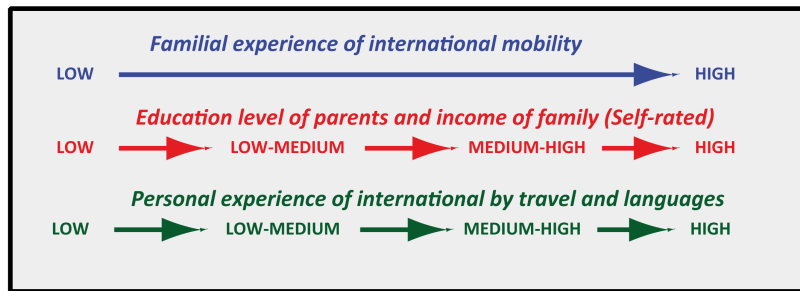 Familial experience of international mobility
LOW HIGH
Education level of parents and income of family (Self-rated)
LOW LOW-MEDIUM MEDIUM-HIGH HIGH
Personal experience of international by travel and languages
LOW LOW-MEDIUM MEDIUM-HIGH HIGH